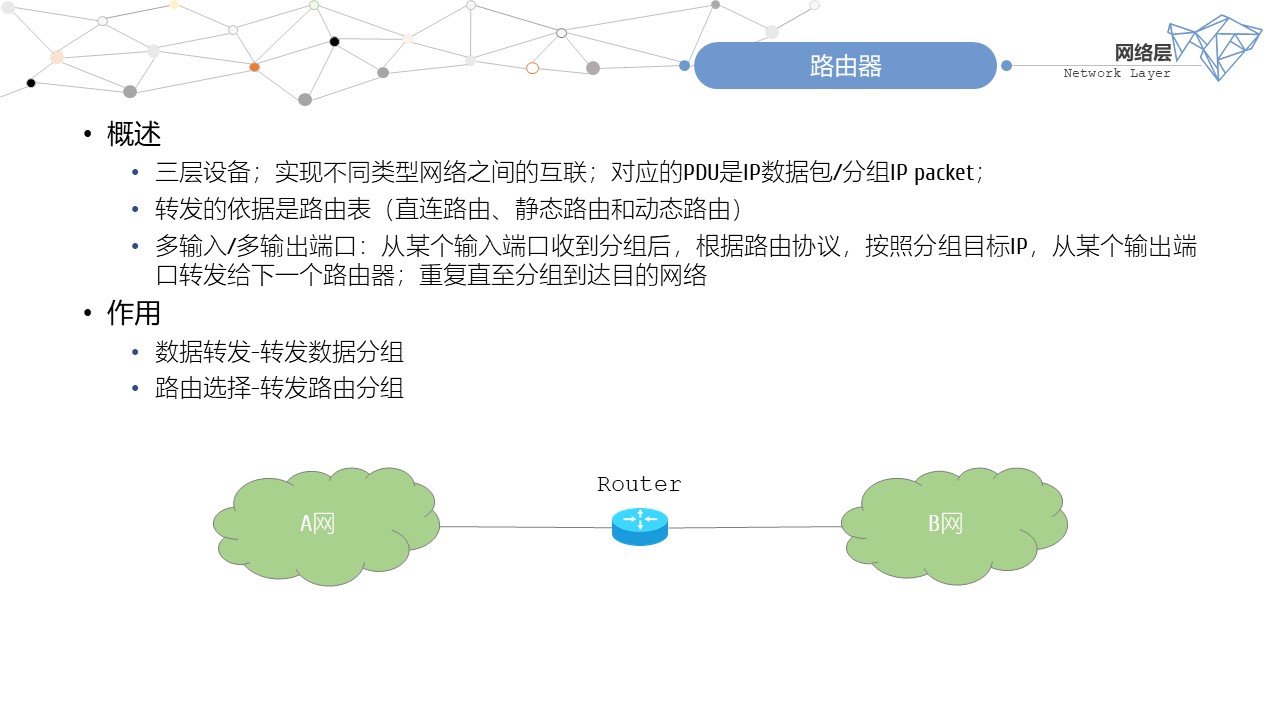 路由器
网络层
Network Layer
• 概述
• 三层设备；实现不同类型网络之间的互联；对应的PDU是IP数据包/分组IP packet；
• 转发的依据是路由表（直连路由、静态路由和动态路由）
• 多输入/多输出端口：从某个输入端口收到分组后，根据路由协议，按照分组目标IP，从某个输出端
口转发给下一个路由器；重复直至分组到达目的网络
• 作用
• 数据转发-转发数据分组
• 路由选择-转发路由分组
Router
A网
B网